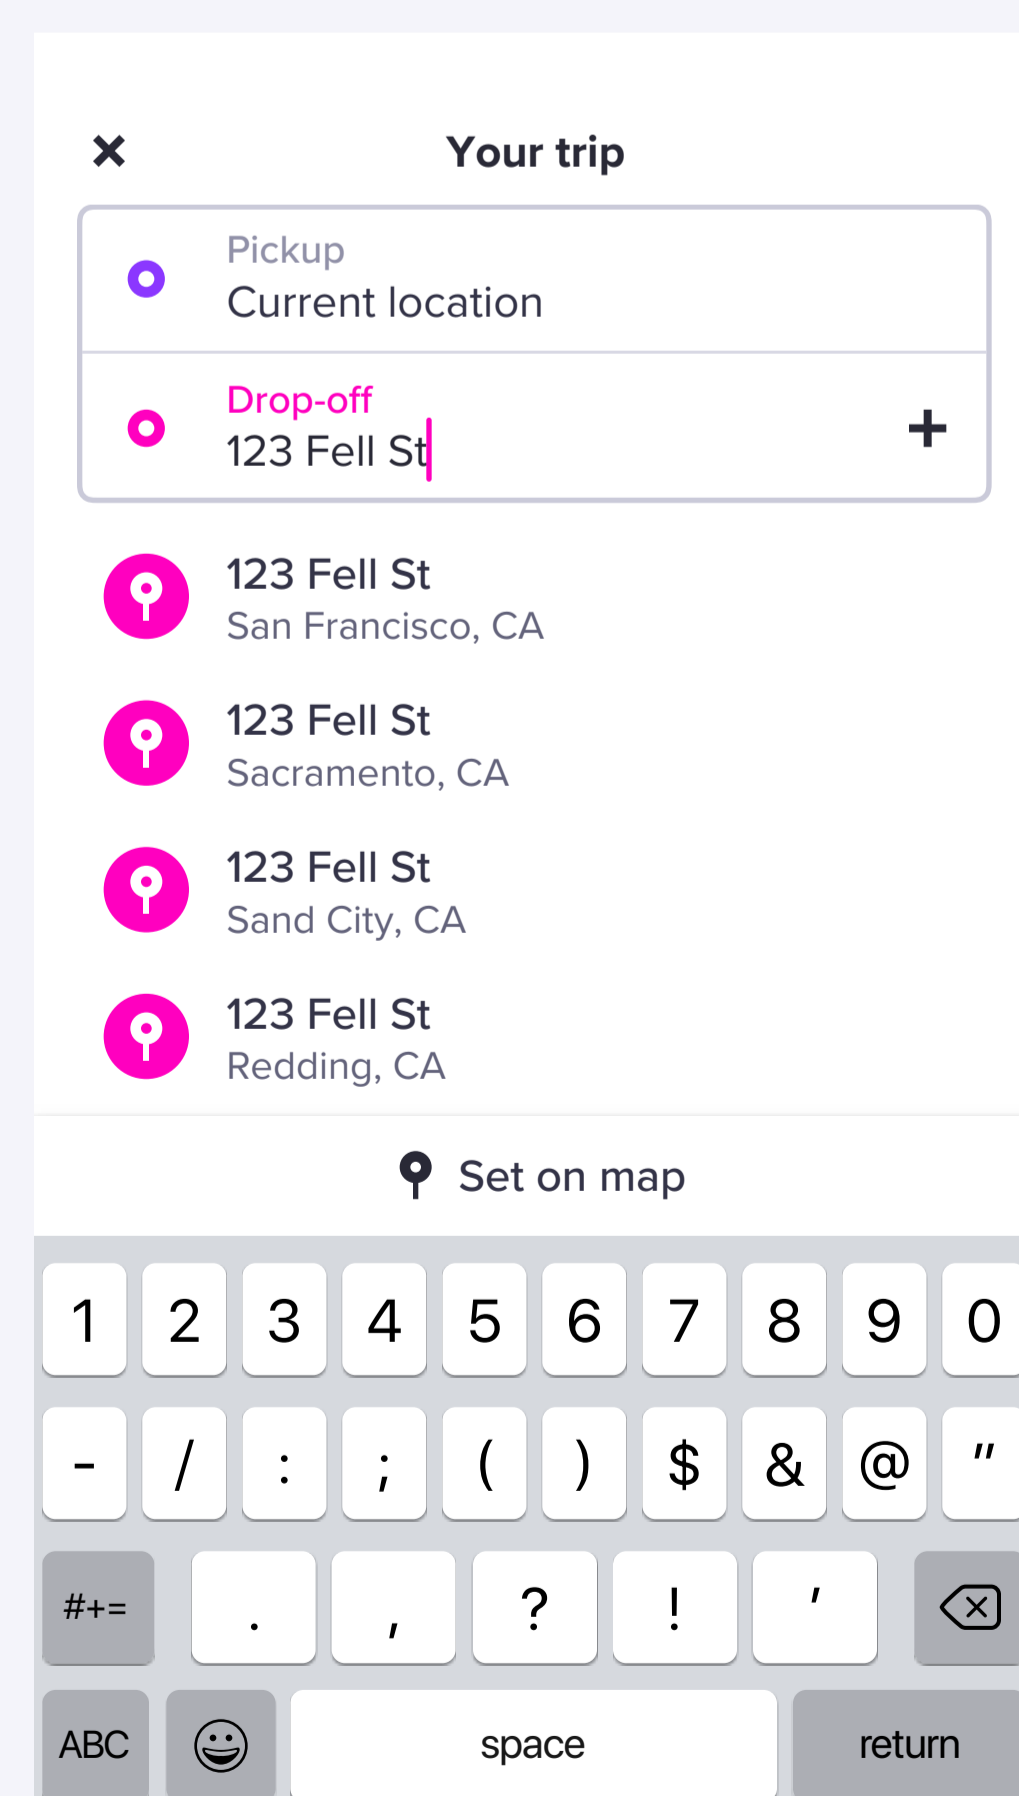 Your trip
Pickup
Current location
Drop-off
123 Fell St
123 Fell St
San Francisco, CA
123 Fell St
Sacramento, CA
123 Fell St
Sand City, CA
123 Fell St
Redding, CA
Set on map
1 2 3 4 5 6 7 8 9 0
- / : ; ( ) $ & @ "
#+= . , ? ! '
ABC space return